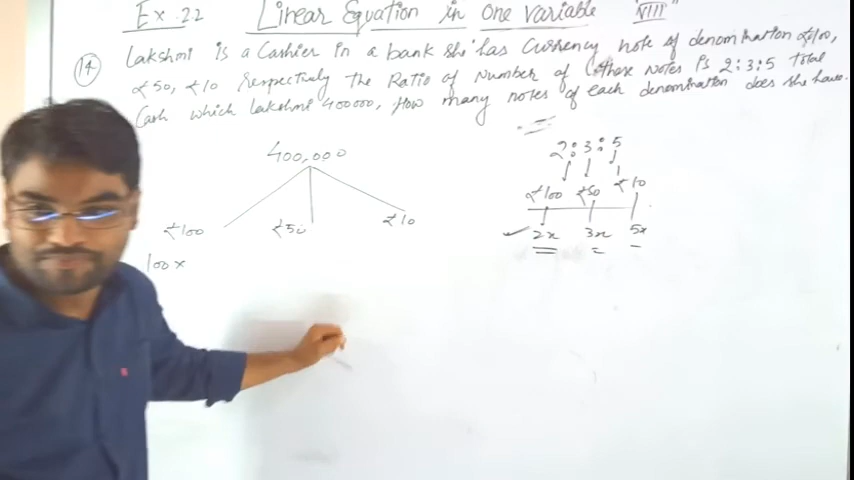 Ex 2.2 Linear Equation in One Variable VIII
14 Lakshmi is a Cashier in a bank she has Currency note of denomination ₹100,
₹50, ₹10 respectively The Ratio of Number of these Notes is 2:3:5 Total
Cash which lakshmi 400000, How many notes of each denomination does she have.
400,000
₹100 ₹50 ₹10
100 x
2:3:5
₹100 ₹50 ₹10
2x 3x 5x